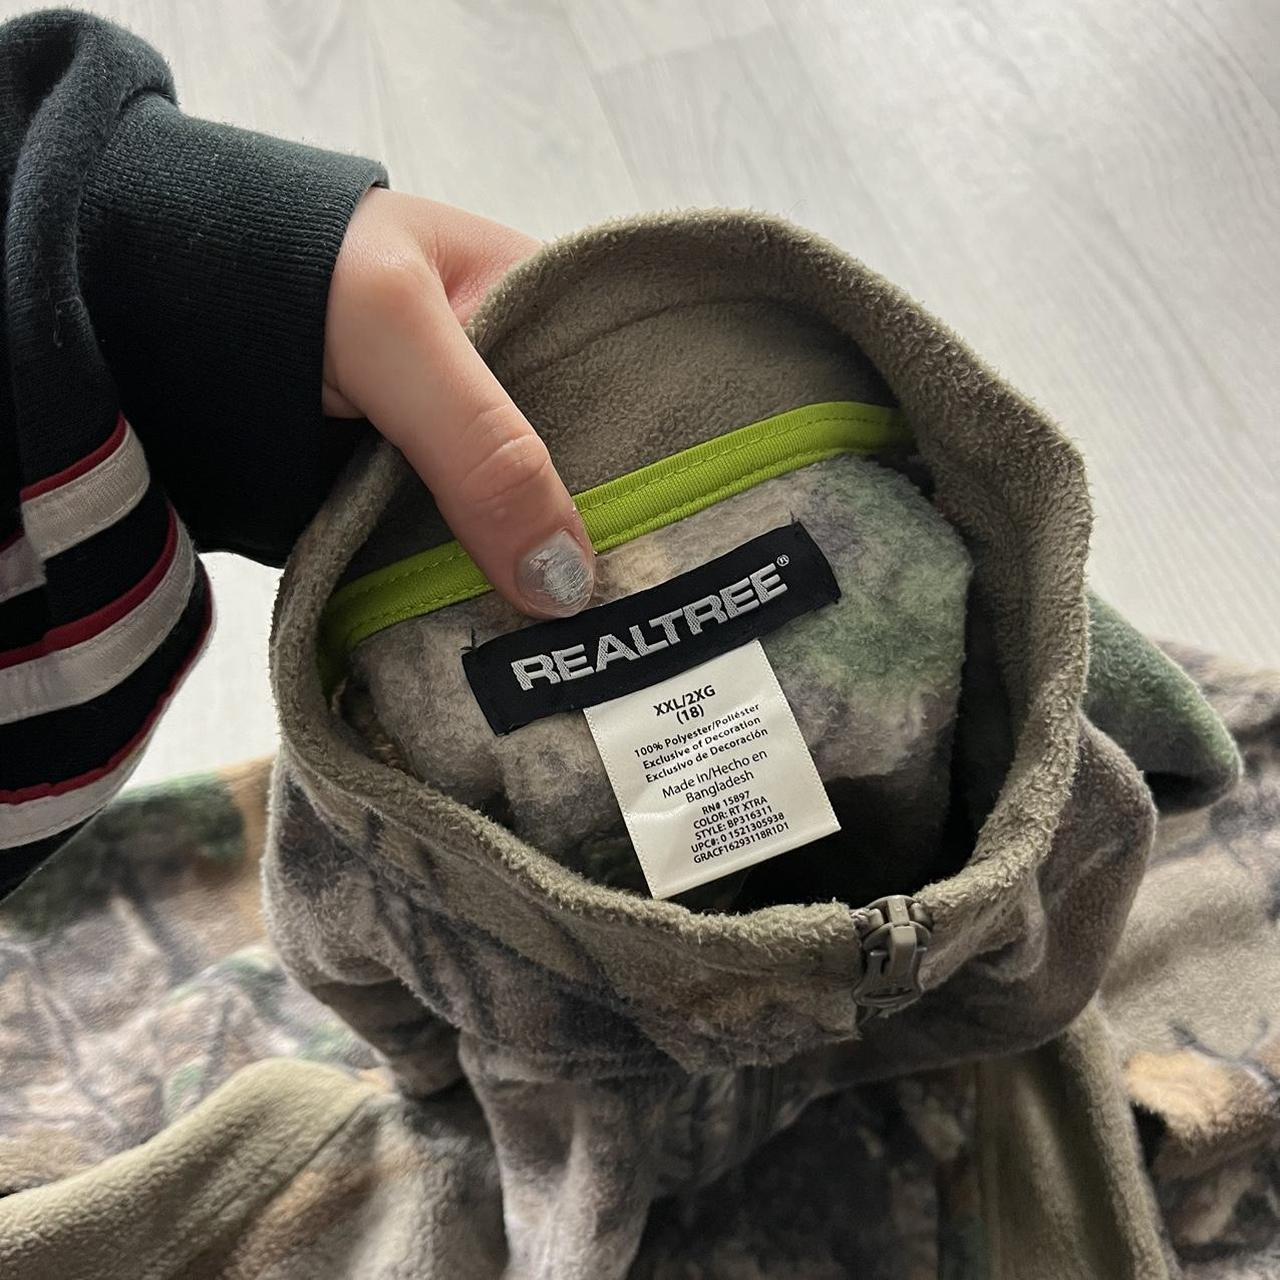 REALTREE®
XXL/2XG
(18)
100% Polyester/Poliéster
Exclusive of Decoration
Exclusivo de Decoración
Made In/Hecho en
Bangladesh
RN# 15897
COLOR: RT XTRA
STYLE: BP316311
UPC#: 0 1521305938
GRACF16293118R1D1